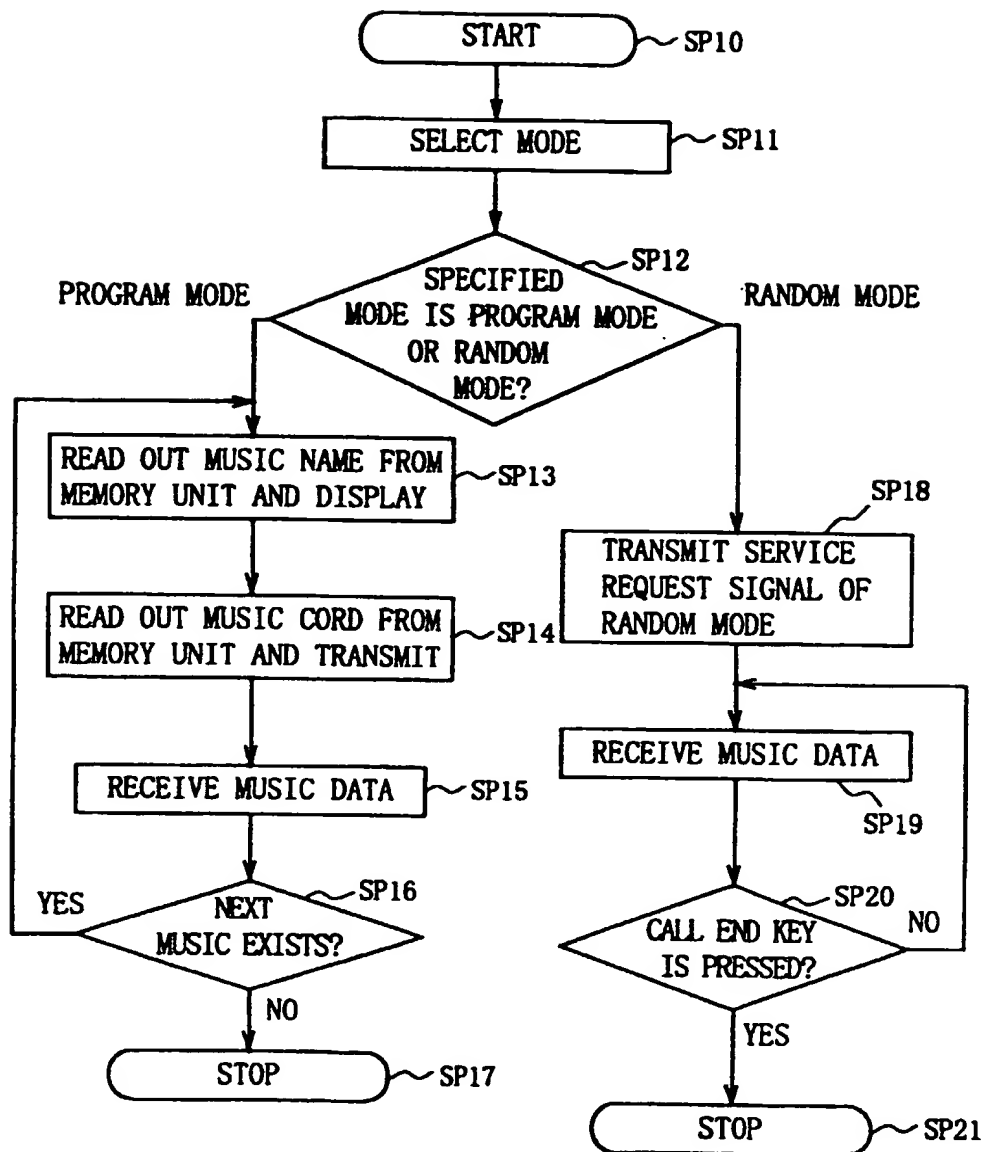 START
SP10
SELECT MODE
SP11
SP12
SPECIFIED
MODE IS PROGRAM MODE
OR RANDOM
MODE?
PROGRAM MODE
RANDOM MODE
READ OUT MUSIC NAME FROM
MEMORY UNIT AND DISPLAY
SP13
READ OUT MUSIC CORD FROM
MEMORY UNIT AND TRANSMIT
SP14
RECEIVE MUSIC DATA
SP15
SP16
YES
NEXT
MUSIC EXISTS?
NO
STOP
SP17
SP18
TRANSMIT SERVICE
REQUEST SIGNAL OF
RANDOM MODE
RECEIVE MUSIC DATA
SP19
SP20
CALL END KEY
IS PRESSED?
NO
YES
STOP
SP21